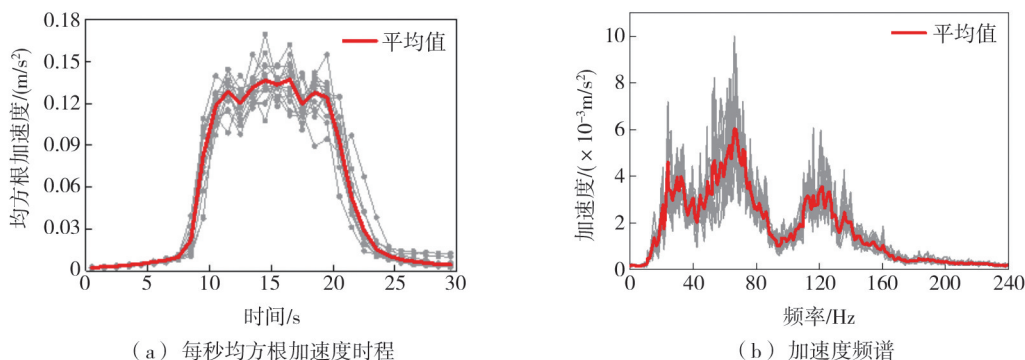 0.18
0.15
0.12
0.09
0.06
0.03
0
均方根加速度/(m/s²)
平均值
0 5 10 15 20 25 30
时间/s
(a) 每秒均方根加速度时程
10
8
6
4
2
0
加速度/(×10⁻³m/s²)
平均值
0 40 80 120 160 200 240
频率/Hz
(b) 加速度频谱